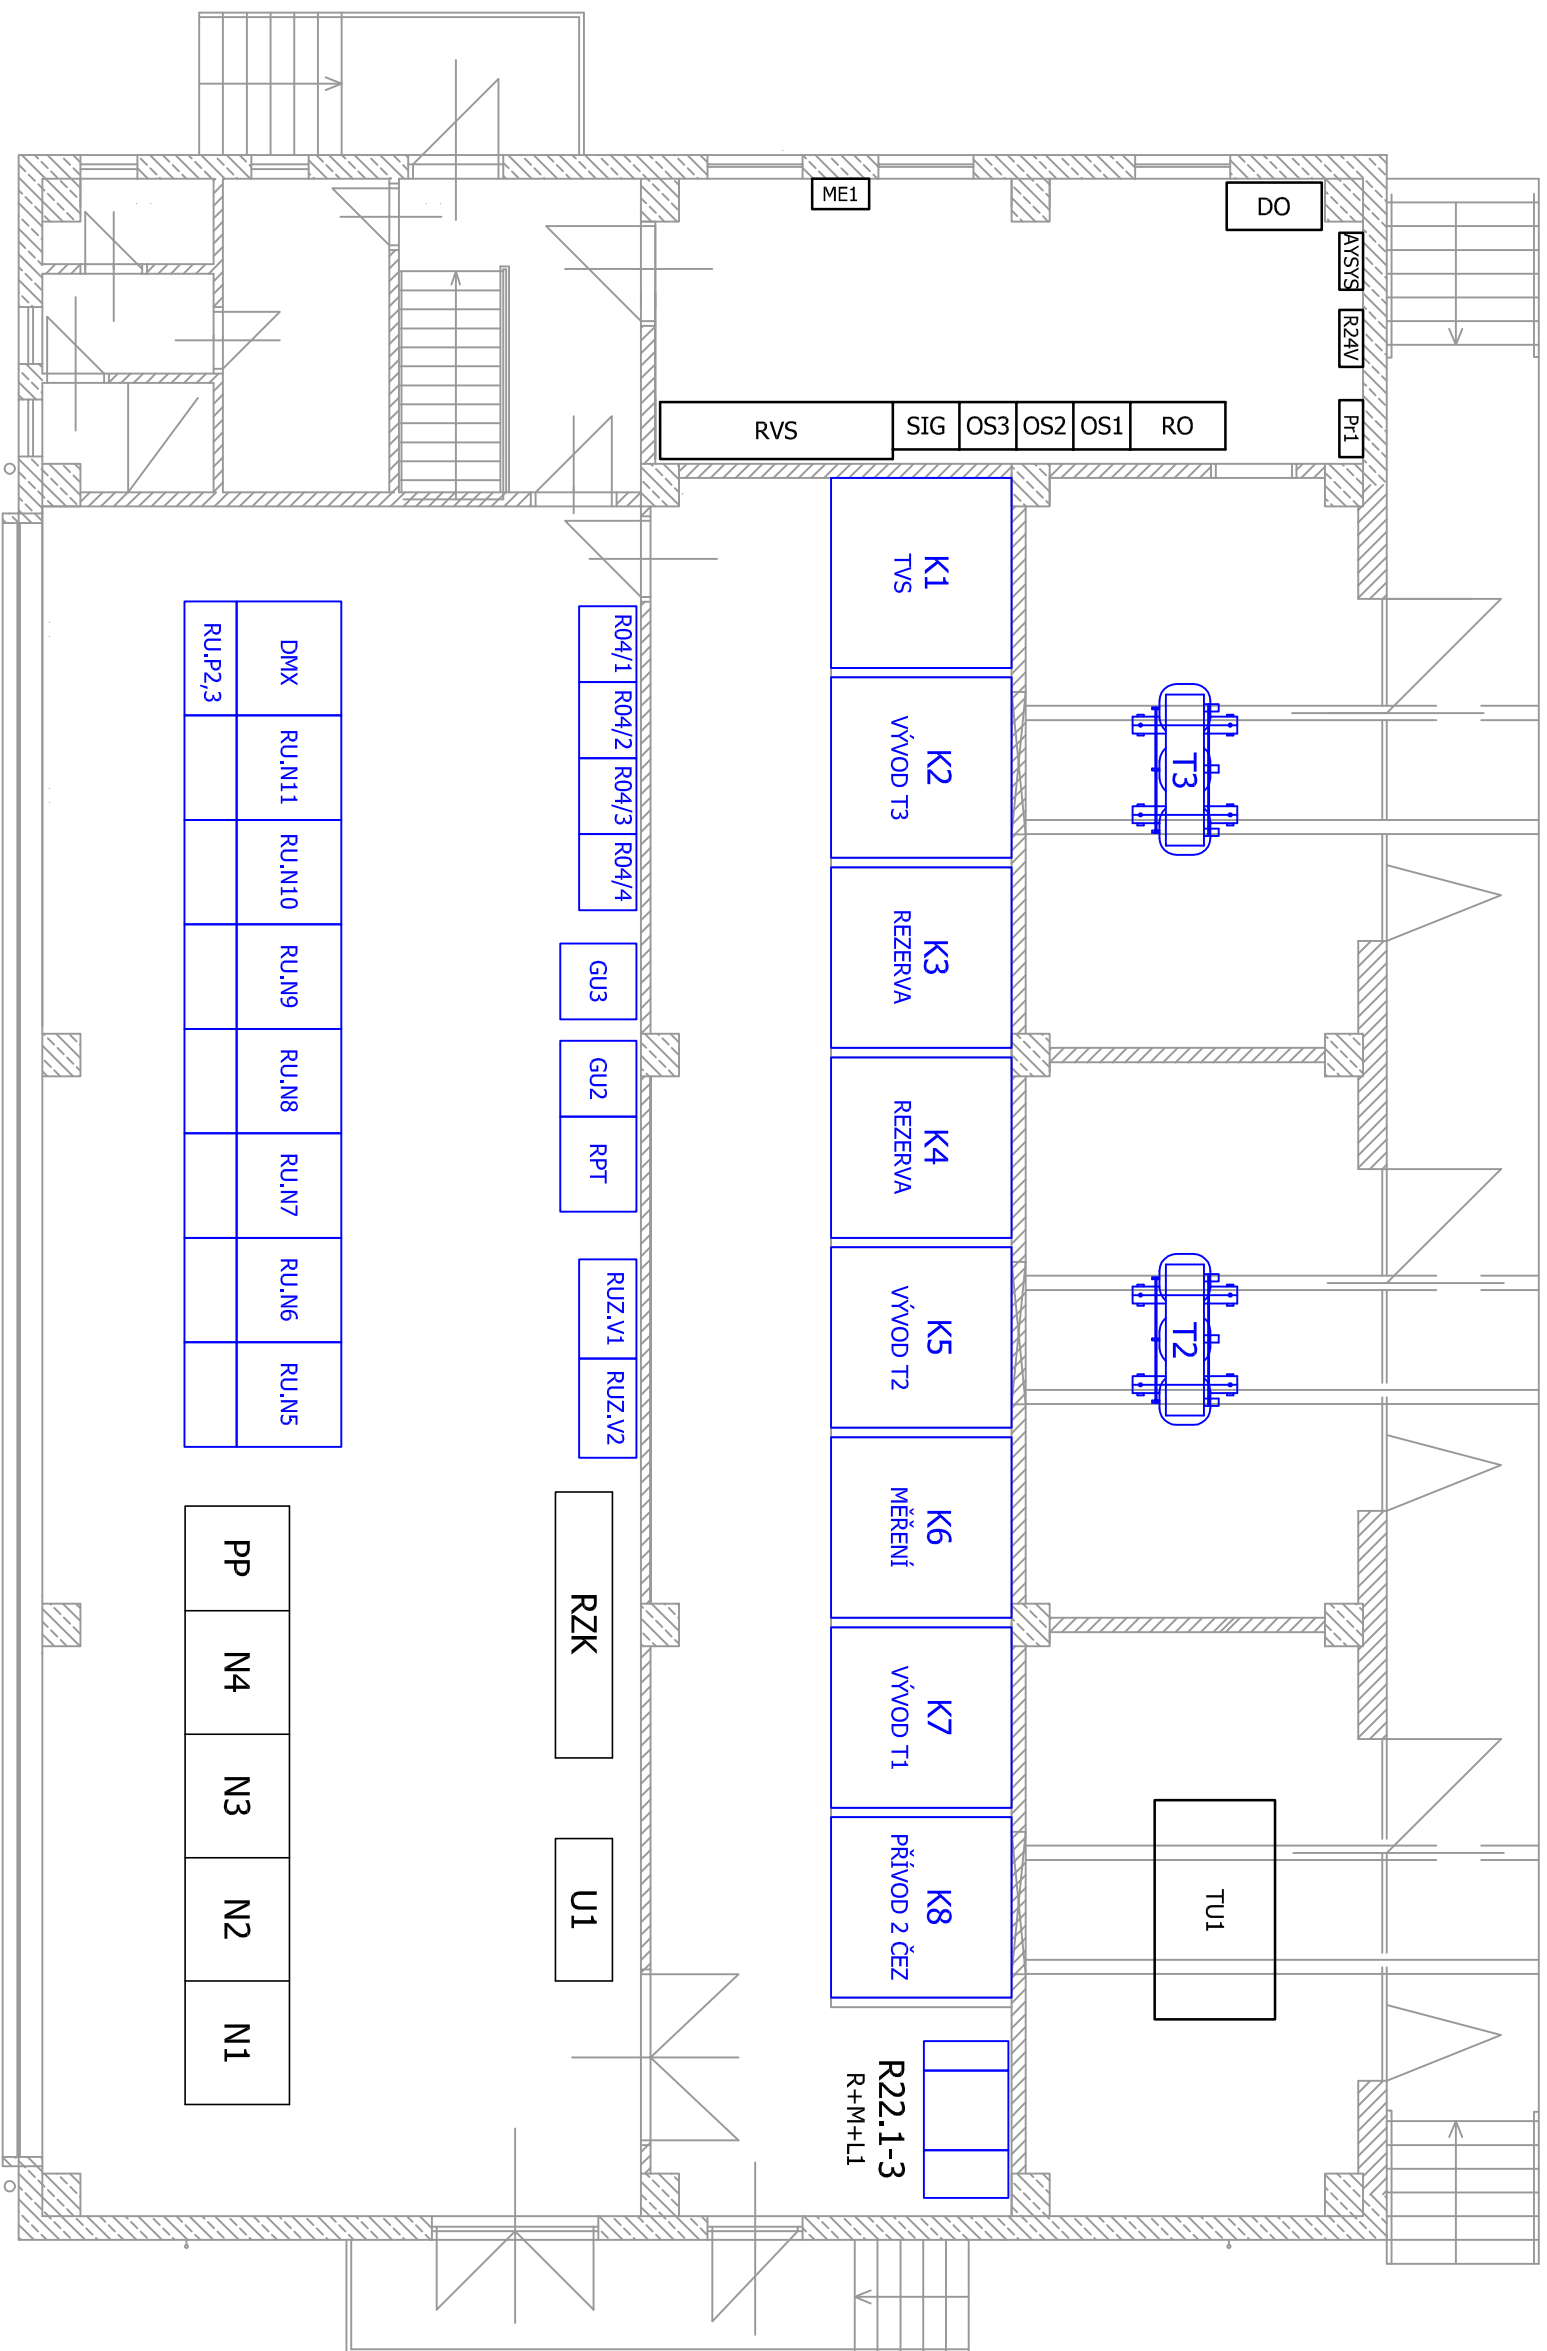 ME1
DO
AYSYS
R24V
Pr1
RVS
SIG
OS3
OS2
OS1
RO
K1
TVS
K2
VÝVOD T3
K3
REZERVA
K4
REZERVA
K5
VÝVOD T2
K6
MĚŘENÍ
K7
VÝVOD T1
K8
PŘÍVOD 2 ČEZ
T3
T2
TU1
R04/1
R04/2
R04/3
R04/4
GU3
GU2
RPT
RUZ.V1
RUZ.V2
RZK
U1
DMX
RU.P2,3
RU.N11
RU.N10
RU.N9
RU.N8
RU.N7
RU.N6
RU.N5
PP
N4
N3
N2
N1
R22.1-3
R+M+L1